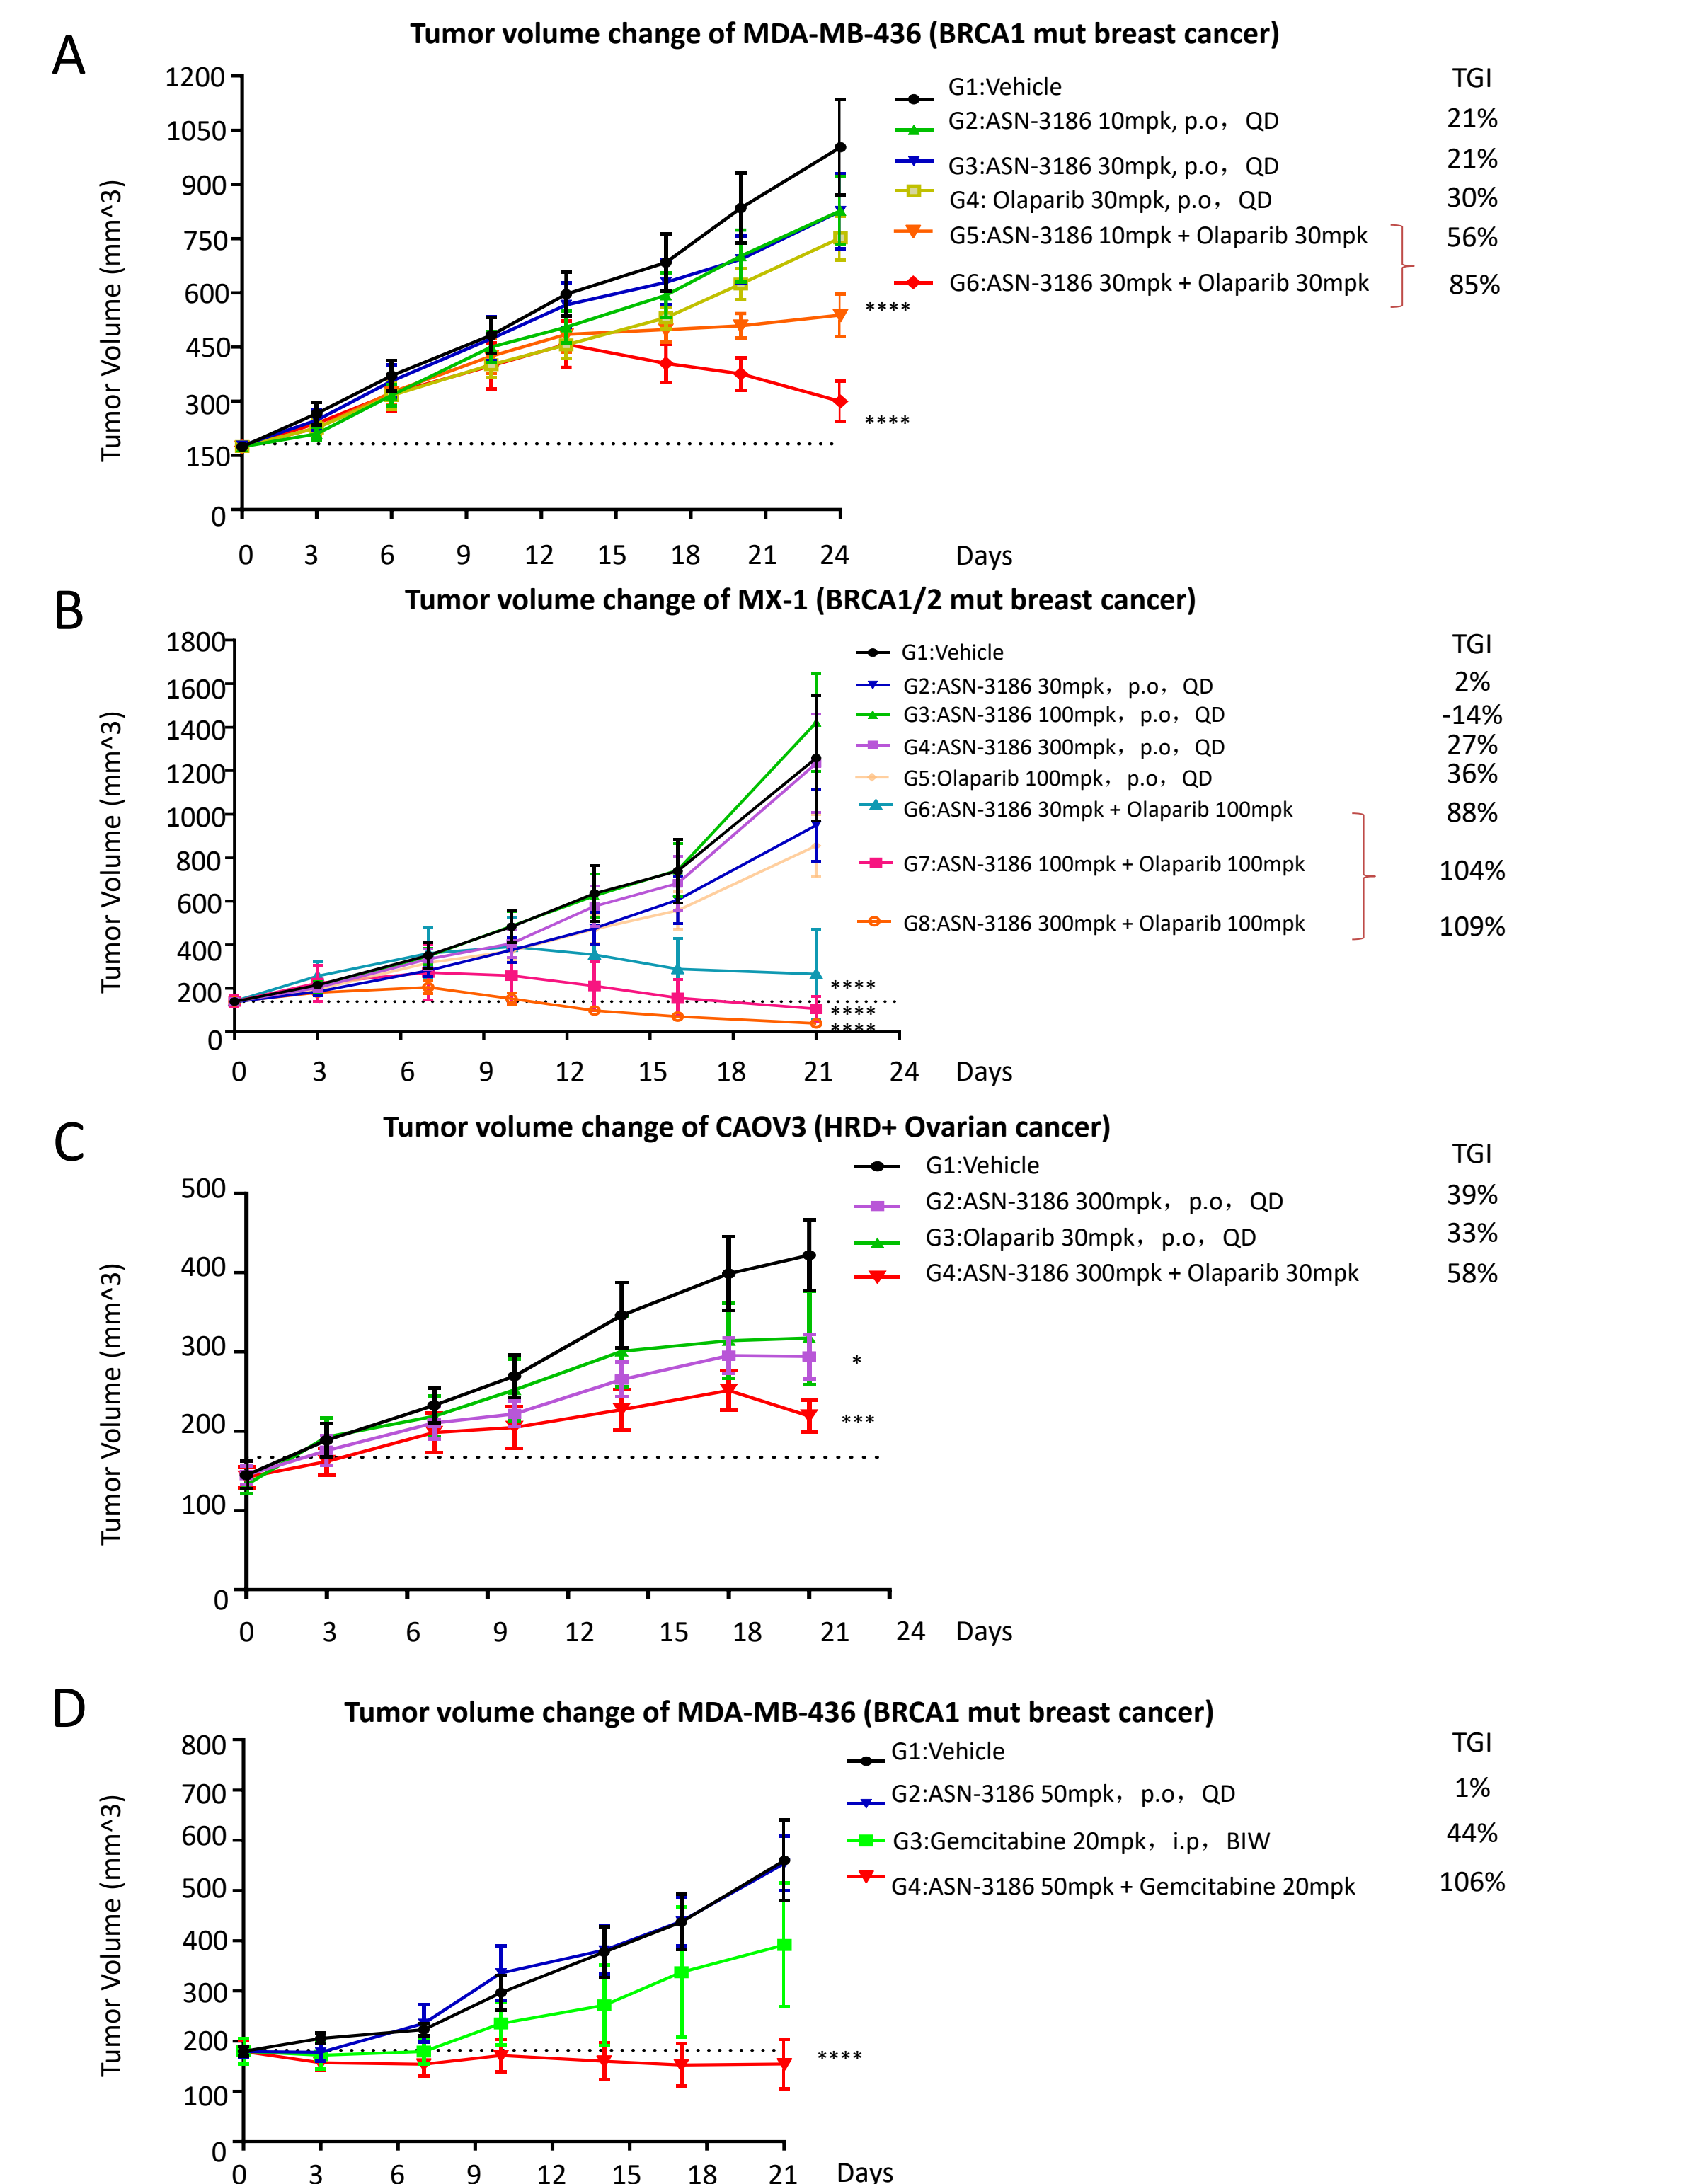 A
Tumor volume change of MDA-MB-436 (BRCA1 mut breast cancer)
Tumor Volume (mm^3)
1200
1050
900
750
600
450
300
150
0
0 3 6 9 12 15 18 21 24 Days
TGI
G1:Vehicle
G2:ASN-3186 10mpk, p.o， QD 21%
G3:ASN-3186 30mpk, p.o， QD 21%
G4: Olaparib 30mpk, p.o， QD 30%
G5:ASN-3186 10mpk + Olaparib 30mpk 56%
G6:ASN-3186 30mpk + Olaparib 30mpk 85%
****
****
B
Tumor volume change of MX-1 (BRCA1/2 mut breast cancer)
Tumor Volume (mm^3)
1800
1600
1400
1200
1000
800
600
400
200
0
0 3 6 9 12 15 18 21 24 Days
TGI
G1:Vehicle
G2:ASN-3186 30mpk， p.o， QD 2%
G3:ASN-3186 100mpk， p.o， QD -14%
G4:ASN-3186 300mpk， p.o， QD 27%
G5:Olaparib 100mpk， p.o， QD 36%
G6:ASN-3186 30mpk + Olaparib 100mpk 88%
G7:ASN-3186 100mpk + Olaparib 100mpk 104%
G8:ASN-3186 300mpk + Olaparib 100mpk 109%
****
****
****
C
Tumor volume change of CAOV3 (HRD+ Ovarian cancer)
Tumor Volume (mm^3)
500
400
300
200
100
0
0 3 6 9 12 15 18 21 24 Days
TGI
G1:Vehicle
G2:ASN-3186 300mpk， p.o， QD 39%
G3:Olaparib 30mpk， p.o， QD 33%
G4:ASN-3186 300mpk + Olaparib 30mpk 58%
*
***
D
Tumor volume change of MDA-MB-436 (BRCA1 mut breast cancer)
Tumor Volume (mm^3)
800
700
600
500
400
300
200
100
0
0 3 6 9 12 15 18 21 Days
TGI
G1:Vehicle
G2:ASN-3186 50mpk， p.o， QD 1%
G3:Gemcitabine 20mpk， i.p， BIW 44%
G4:ASN-3186 50mpk + Gemcitabine 20mpk 106%
****